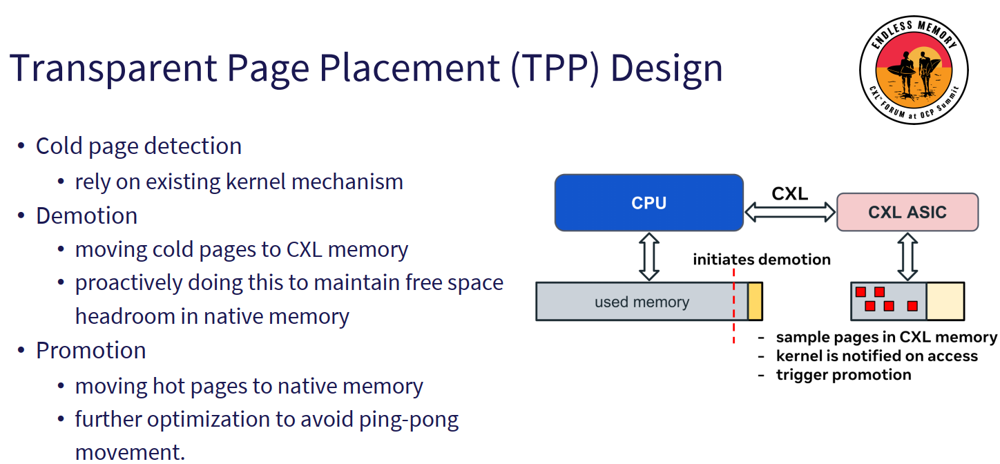 Transparent Page Placement (TPP) Design
ENDLESS MEMORY
CXL™ FORUM at OCP Summit
• Cold page detection
• rely on existing kernel mechanism
• Demotion
• moving cold pages to CXL memory
• proactively doing this to maintain free space
headroom in native memory
• Promotion
• moving hot pages to native memory
• further optimization to avoid ping-pong
movement.
CPU
CXL
CXL ASIC
initiates demotion
used memory
- sample pages in CXL memory
- kernel is notified on access
- trigger promotion